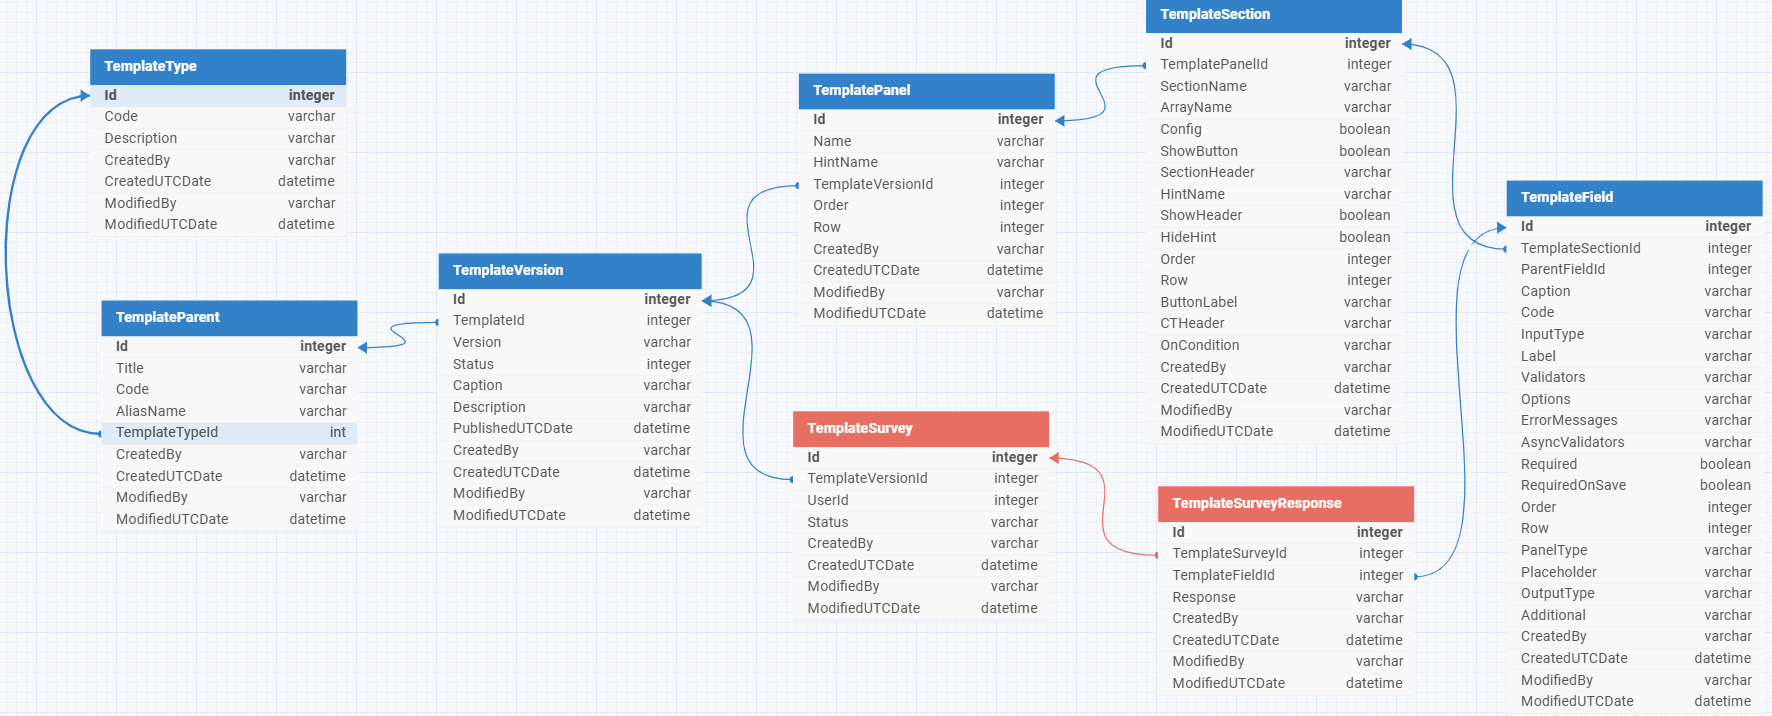 TemplateType
Id integer
Code varchar
Description varchar
CreatedBy varchar
CreatedUTCDate datetime
ModifiedBy varchar
ModifiedUTCDate datetime
TemplateParent
Id integer
Title varchar
Code varchar
AliasName varchar
TemplateTypeId int
CreatedBy varchar
CreatedUTCDate datetime
ModifiedBy varchar
ModifiedUTCDate datetime
TemplateVersion
Id integer
TemplateId integer
Version varchar
Status integer
Caption varchar
Description varchar
PublishedUTCDate datetime
CreatedBy varchar
CreatedUTCDate datetime
ModifiedBy varchar
ModifiedUTCDate datetime
TemplatePanel
Id integer
Name varchar
HintName varchar
TemplateVersionId integer
Order integer
Row integer
CreatedBy varchar
CreatedUTCDate datetime
ModifiedBy varchar
ModifiedUTCDate datetime
TemplateSurvey
Id integer
TemplateVersionId integer
UserId integer
Status varchar
CreatedBy varchar
CreatedUTCDate datetime
ModifiedBy varchar
ModifiedUTCDate datetime
TemplateSection
Id integer
TemplatePanelId integer
SectionName varchar
ArrayName varchar
Config boolean
ShowButton boolean
SectionHeader varchar
HintName varchar
ShowHeader boolean
HideHint boolean
Order integer
Row integer
ButtonLabel varchar
CTHeader varchar
OnCondition varchar
CreatedBy varchar
CreatedUTCDate datetime
ModifiedBy varchar
ModifiedUTCDate datetime
TemplateSurveyResponse
Id integer
TemplateSurveyId integer
TemplateFieldId integer
Response varchar
CreatedBy varchar
CreatedUTCDate datetime
ModifiedBy varchar
ModifiedUTCDate datetime
TemplateField
Id integer
TemplateSectionId integer
ParentFieldId integer
Caption varchar
Code varchar
InputType varchar
Label varchar
Validators varchar
Options varchar
ErrorMessages varchar
AsyncValidators varchar
Required boolean
RequiredOnSave boolean
Order integer
Row integer
PanelType varchar
Placeholder varchar
OutputType varchar
Additional varchar
CreatedBy varchar
CreatedUTCDate datetime
ModifiedBy varchar
ModifiedUTCDate datetime